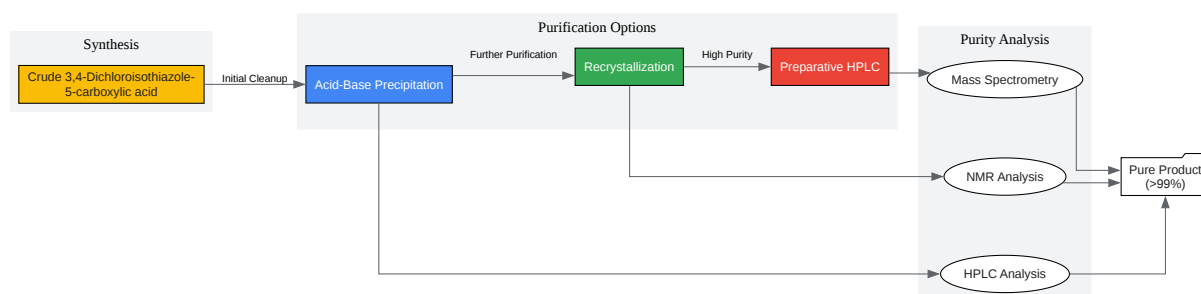 Synthesis
Crude 3,4-Dichloroisothiazole-
5-carboxylic acid
Initial Cleanup
Purification Options
Acid-Base Precipitation
Further Purification
Recrystallization
High Purity
Preparative HPLC
Purity Analysis
Mass Spectrometry
NMR Analysis
HPLC Analysis
Pure Product
(>99%)